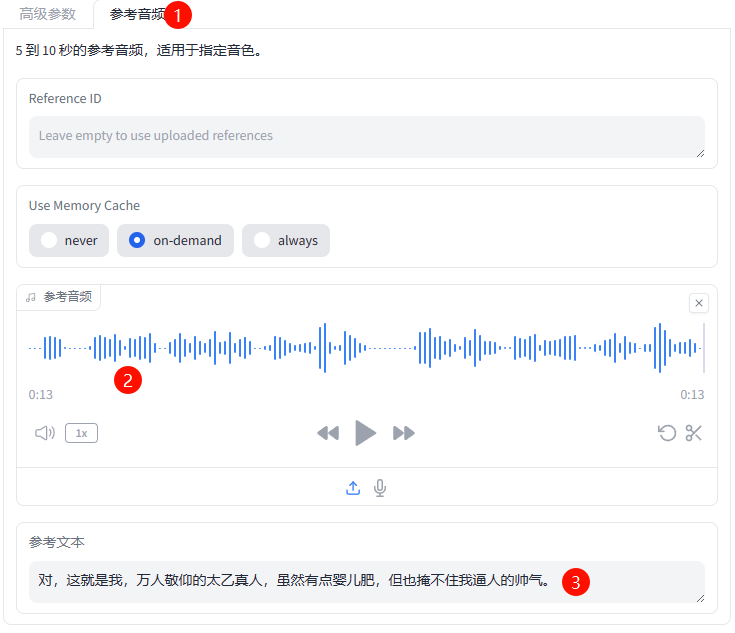 高级参数
参考音频
1
5 到 10 秒的参考音频，适用于指定音色。
Reference ID
Leave empty to use uploaded references
Use Memory Cache
never
on-demand
always
参考音频
2
0:13
0:13
1x
参考文本
对，这就是我，万人敬仰的太乙真人，虽然有点婴儿肥，但也掩不住我逼人的帅气。
3